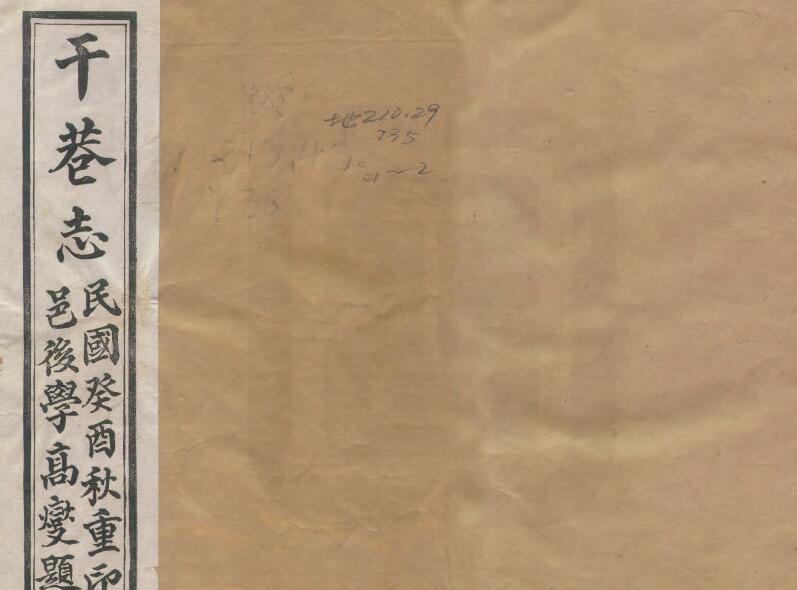 干巷志
民國癸酉秋重印
邑後學高燮題
地210.29
735